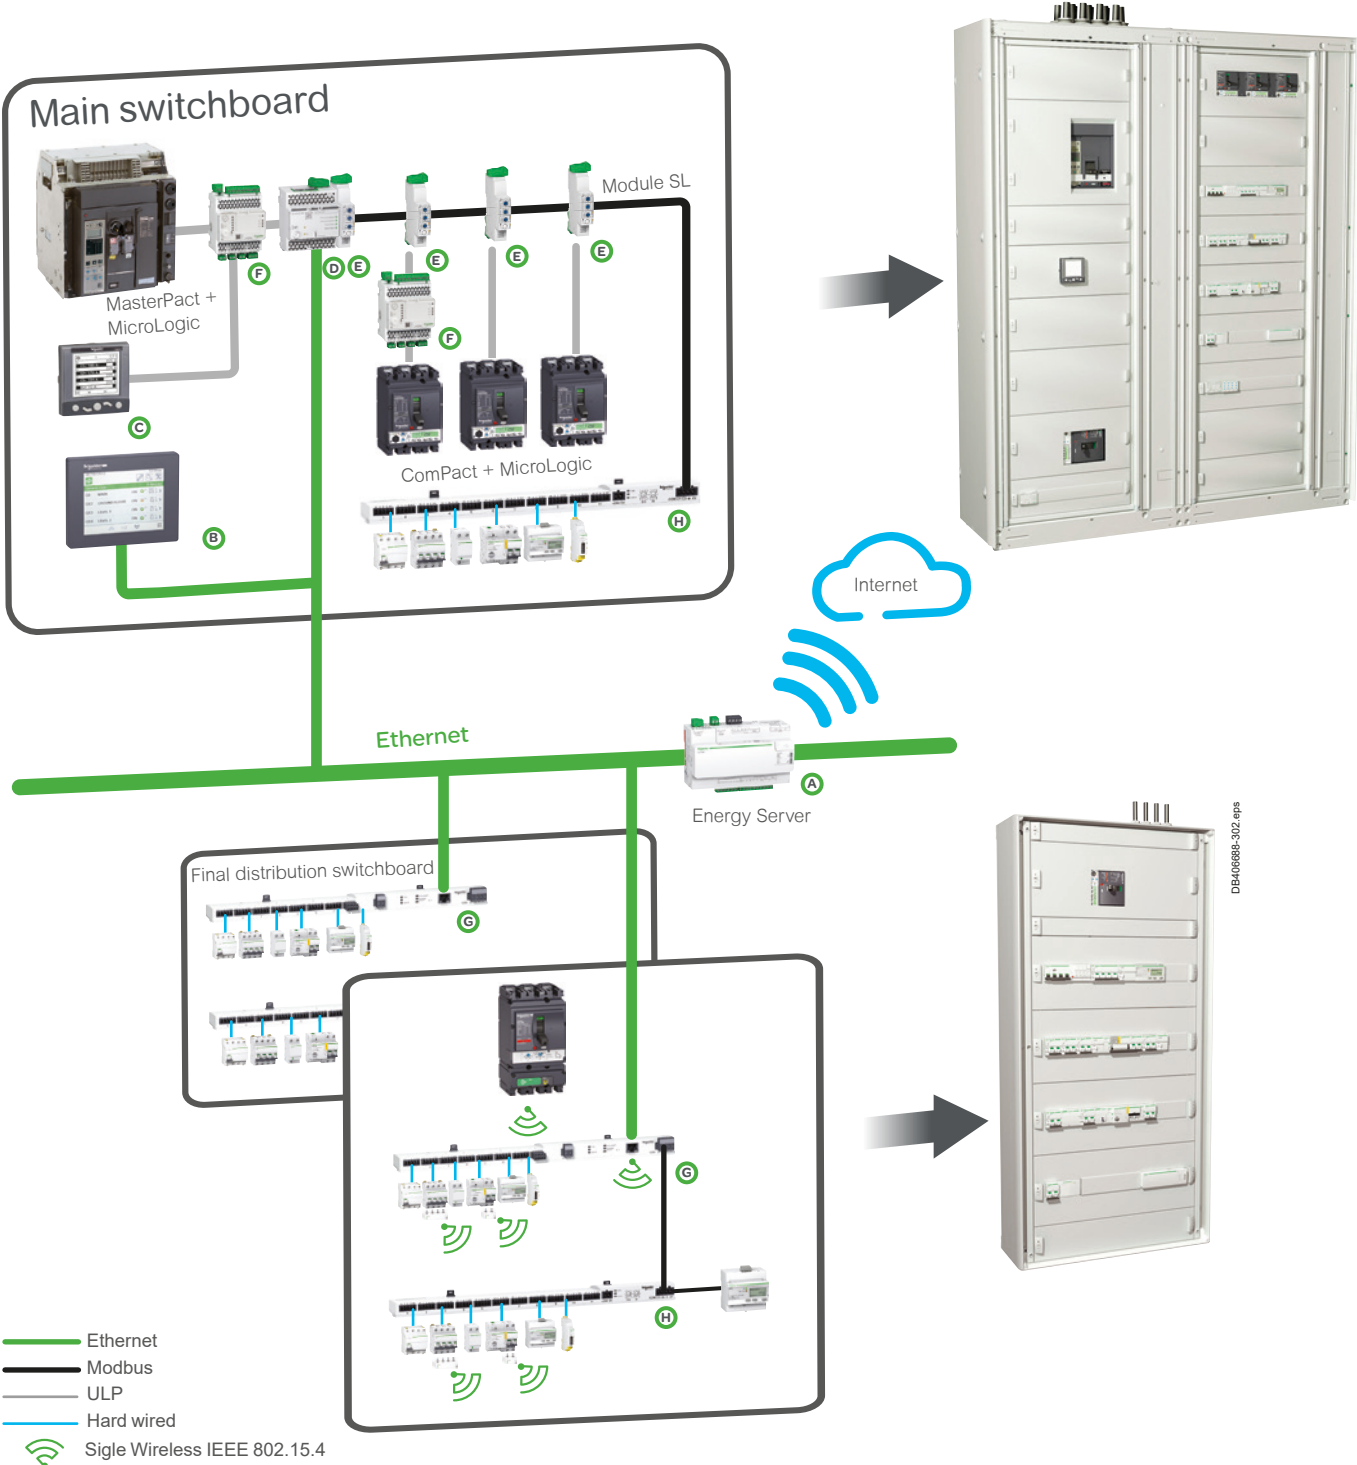 Main switchboard
Module SL
F
D
E
E
E
E
MasterPact +
MicroLogic
F
C
ComPact + MicroLogic
B
H
Internet
Ethernet
A
Energy Server
DB406688-302.eps
Final distribution switchboard
G
G
H
Ethernet
Modbus
ULP
Hard wired
Sigle Wireless IEEE 802.15.4